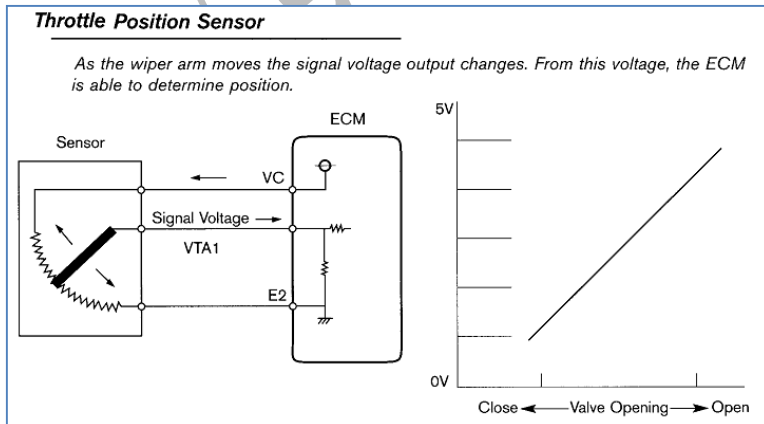 Throttle Position Sensor
As the wiper arm moves the signal voltage output changes. From this voltage, the ECM
is able to determine position.
Sensor
ECM
VC
Signal Voltage
VTA1
E2
5V
0V
Close
Valve Opening
Open